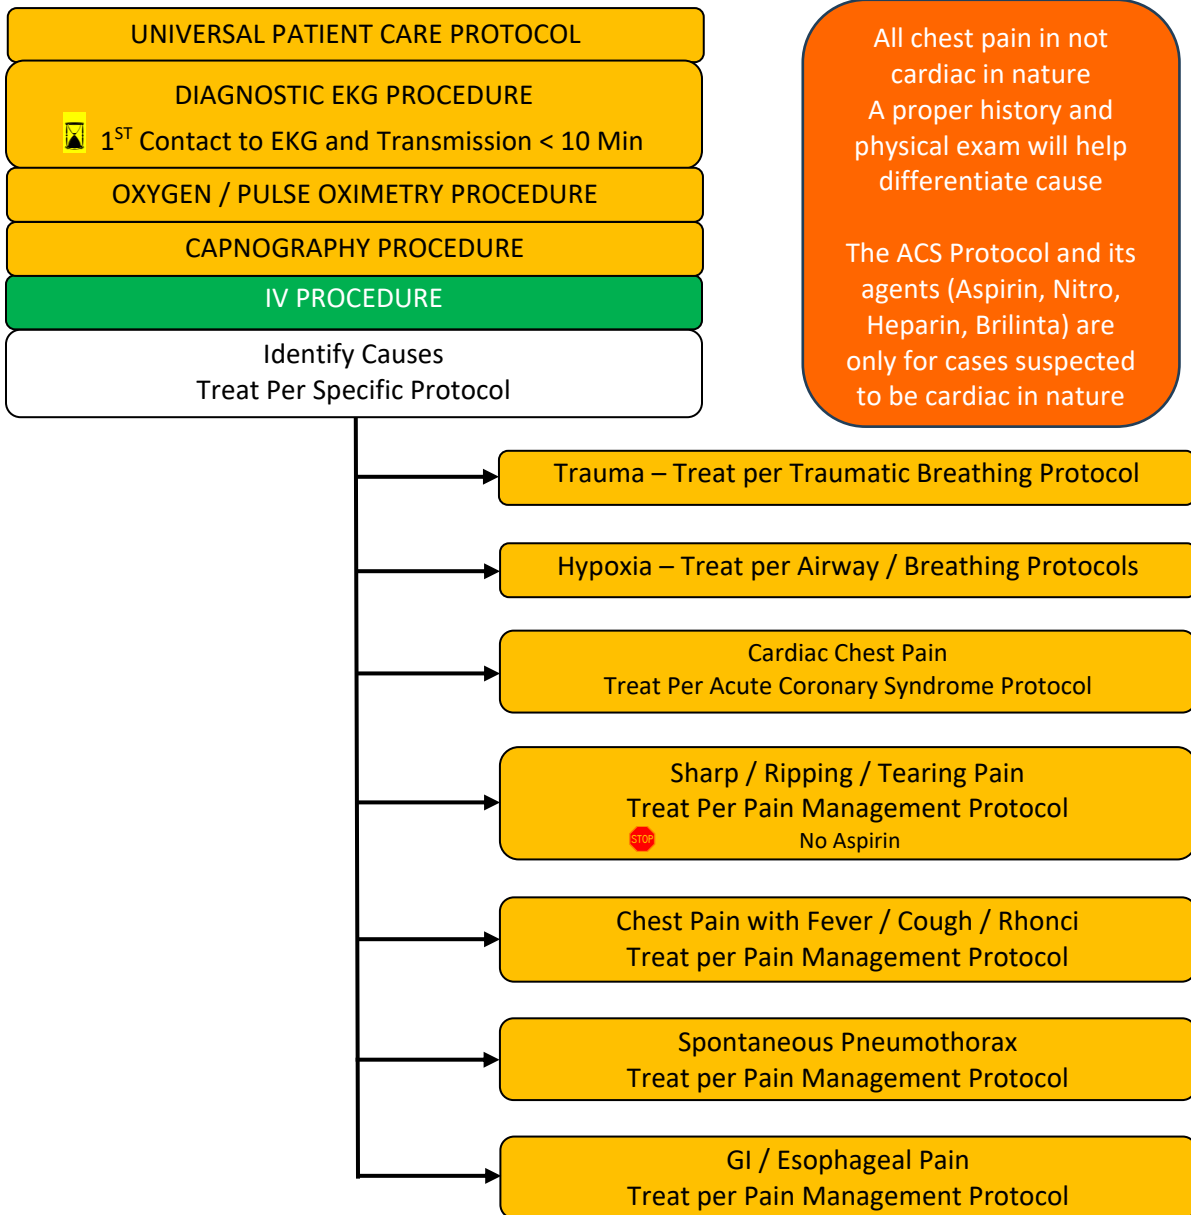 UNIVERSAL PATIENT CARE PROTOCOL
DIAGNOSTIC EKG PROCEDURE
1ST Contact to EKG and Transmission < 10 Min
OXYGEN / PULSE OXIMETRY PROCEDURE
CAPNOGRAPHY PROCEDURE
IV PROCEDURE
Identify Causes
Treat Per Specific Protocol
All chest pain in not
cardiac in nature
A proper history and
physical exam will help
differentiate cause
The ACS Protocol and its
agents (Aspirin, Nitro,
Heparin, Brilinta) are
only for cases suspected
to be cardiac in nature
Trauma – Treat per Traumatic Breathing Protocol
Hypoxia – Treat per Airway / Breathing Protocols
Cardiac Chest Pain
Treat Per Acute Coronary Syndrome Protocol
Sharp / Ripping / Tearing Pain
Treat Per Pain Management Protocol
STOP No Aspirin
Chest Pain with Fever / Cough / Rhonci
Treat per Pain Management Protocol
Spontaneous Pneumothorax
Treat per Pain Management Protocol
GI / Esophageal Pain
Treat per Pain Management Protocol